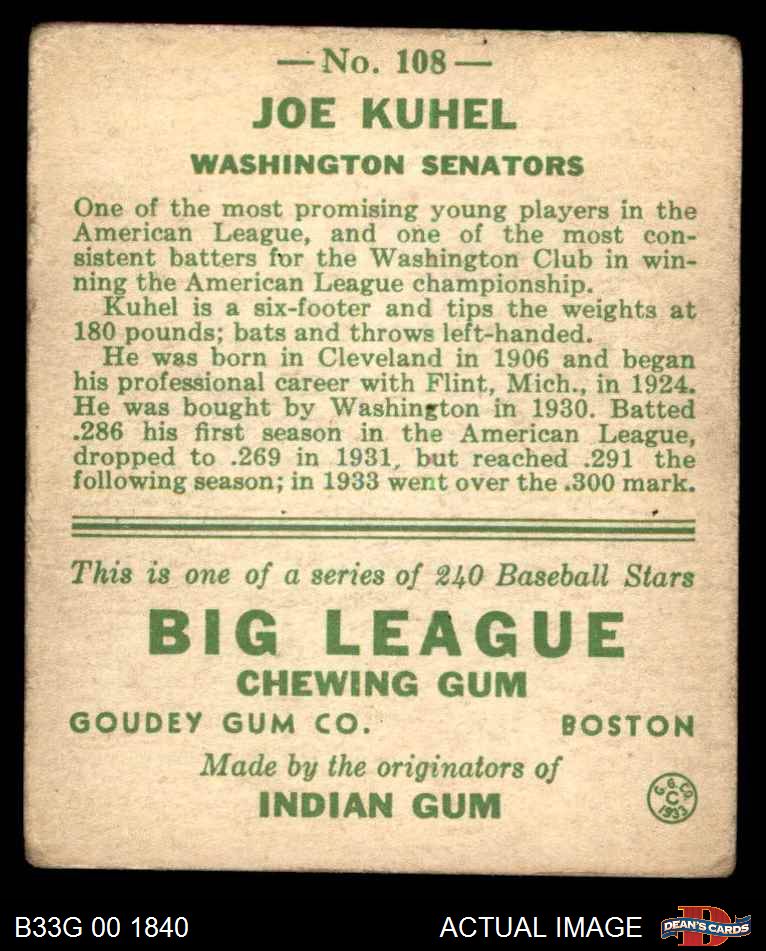 — No. 108 —
JOE KUHEL
WASHINGTON SENATORS
One of the most promising young players in the
American League, and one of the most con-
sistent batters for the Washington Club in win-
ning the American League championship.
Kuhel is a six-footer and tips the weights at
180 pounds; bats and throws left-handed.
He was born in Cleveland in 1906 and began
his professional career with Flint, Mich., in 1924.
He was bought by Washington in 1930. Batted
.286 his first season in the American League,
dropped to .269 in 1931, but reached .291 the
following season; in 1933 went over the .300 mark.
This is one of a series of 240 Baseball Stars
BIG LEAGUE
CHEWING GUM
GOUDEY GUM CO. BOSTON
Made by the originators of
INDIAN GUM
G. G. CO.
C
1933
B33G 00 1840 ACTUAL IMAGE
D
DEAN'S CARDS